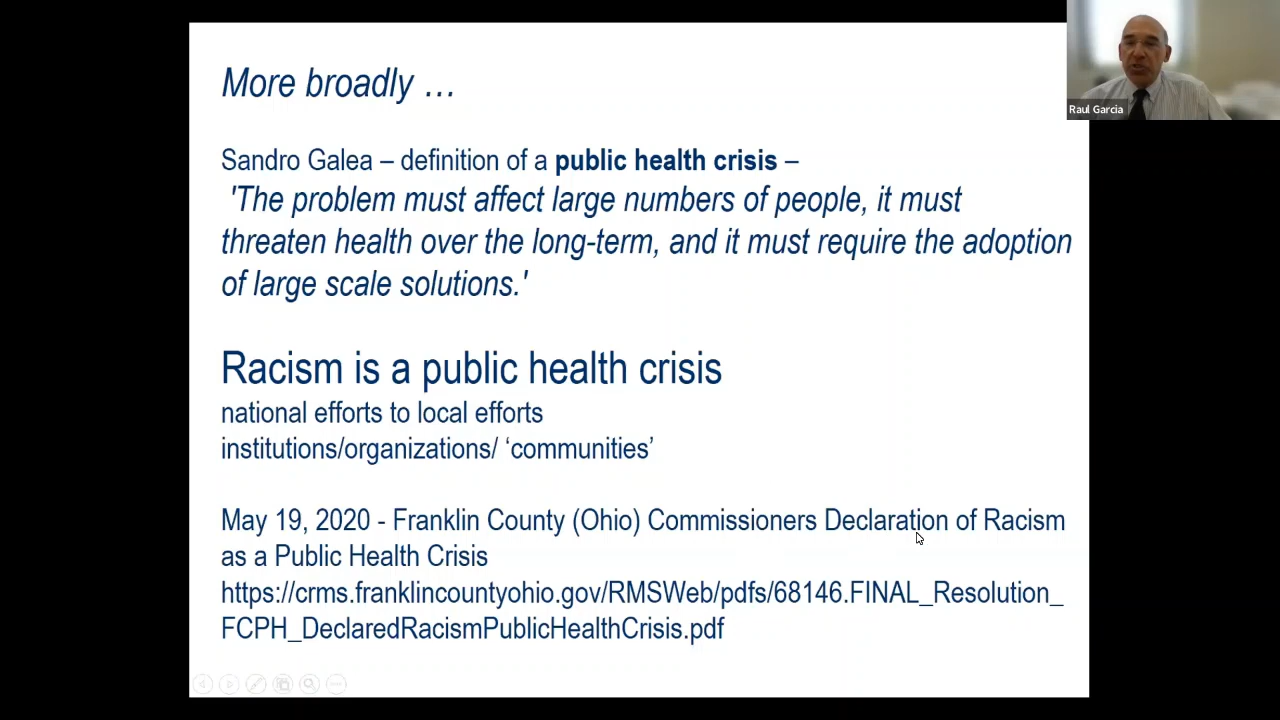 More broadly …
Sandro Galea – definition of a public health crisis –
'The problem must affect large numbers of people, it must
threaten health over the long-term, and it must require the adoption
of large scale solutions.'
Racism is a public health crisis
national efforts to local efforts
institutions/organizations/ ‘communities’
May 19, 2020 - Franklin County (Ohio) Commissioners Declaration of Racism
as a Public Health Crisis
https://crms.franklincountyohio.gov/RMSWeb/pdfs/68146.FINAL_Resolution_
FCPH_DeclaredRacismPublicHealthCrisis.pdf
Raul Garcia